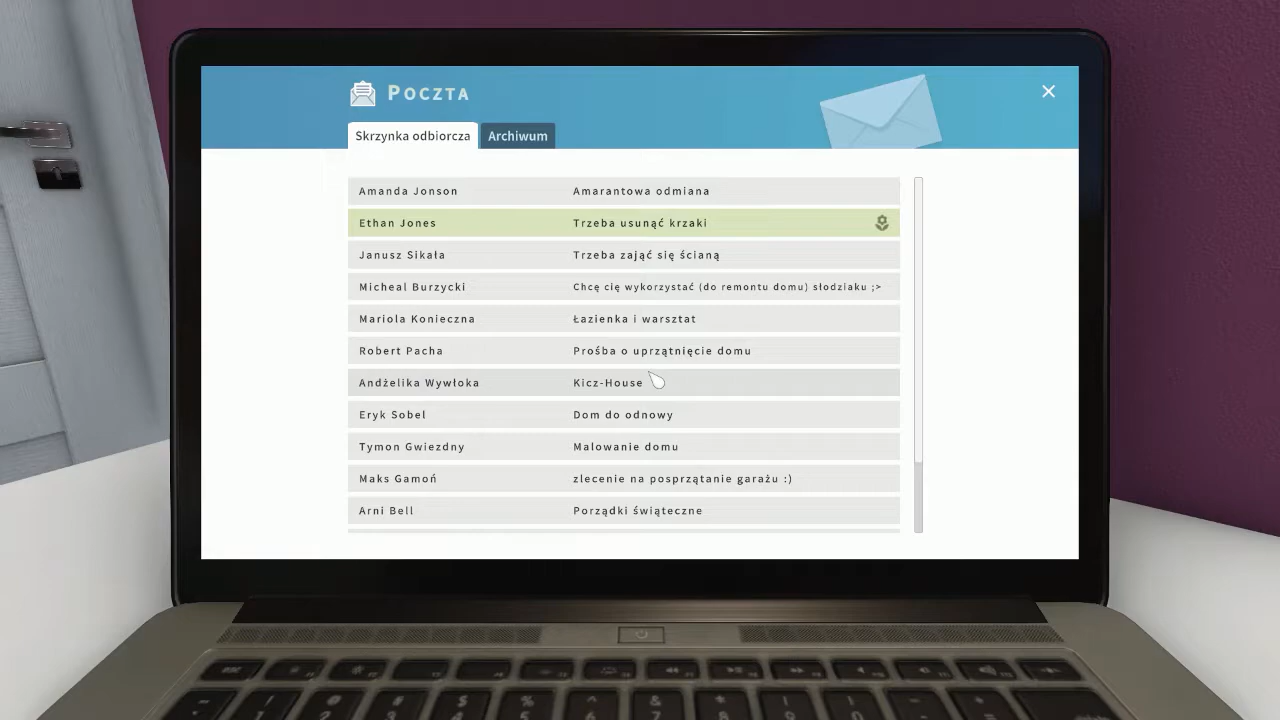 Poczta
Skrzynka odbiorcza Archiwum
Amanda Jonson Amarantowa odmiana
Ethan Jones Trzeba usunąć krzaki
Janusz Sikała Trzeba zająć się ścianą
Micheal Burzycki Chcę cię wykorzystać (do remontu domu) słodziaku ;>
Mariola Konieczna Łazienka i warsztat
Robert Pacha Prośba o uprzątnięcie domu
Andżelika Wywłoka Kicz-House
Eryk Sobel Dom do odnowy
Tymon Gwiezdny Malowanie domu
Maks Gamoń zlecenie na posprzątanie garażu :)
Arni Bell Porządki świąteczne